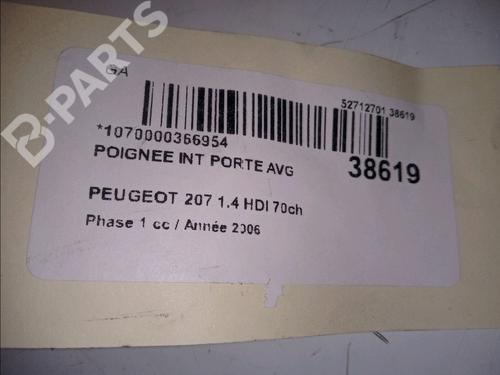 B-PARTS
GA
52712701 38619
*1070000366954
38619
POIGNEE INT PORTE AVG
PEUGEOT 207 1.4 HDI 70ch
Phase 1 cc / Année 2006